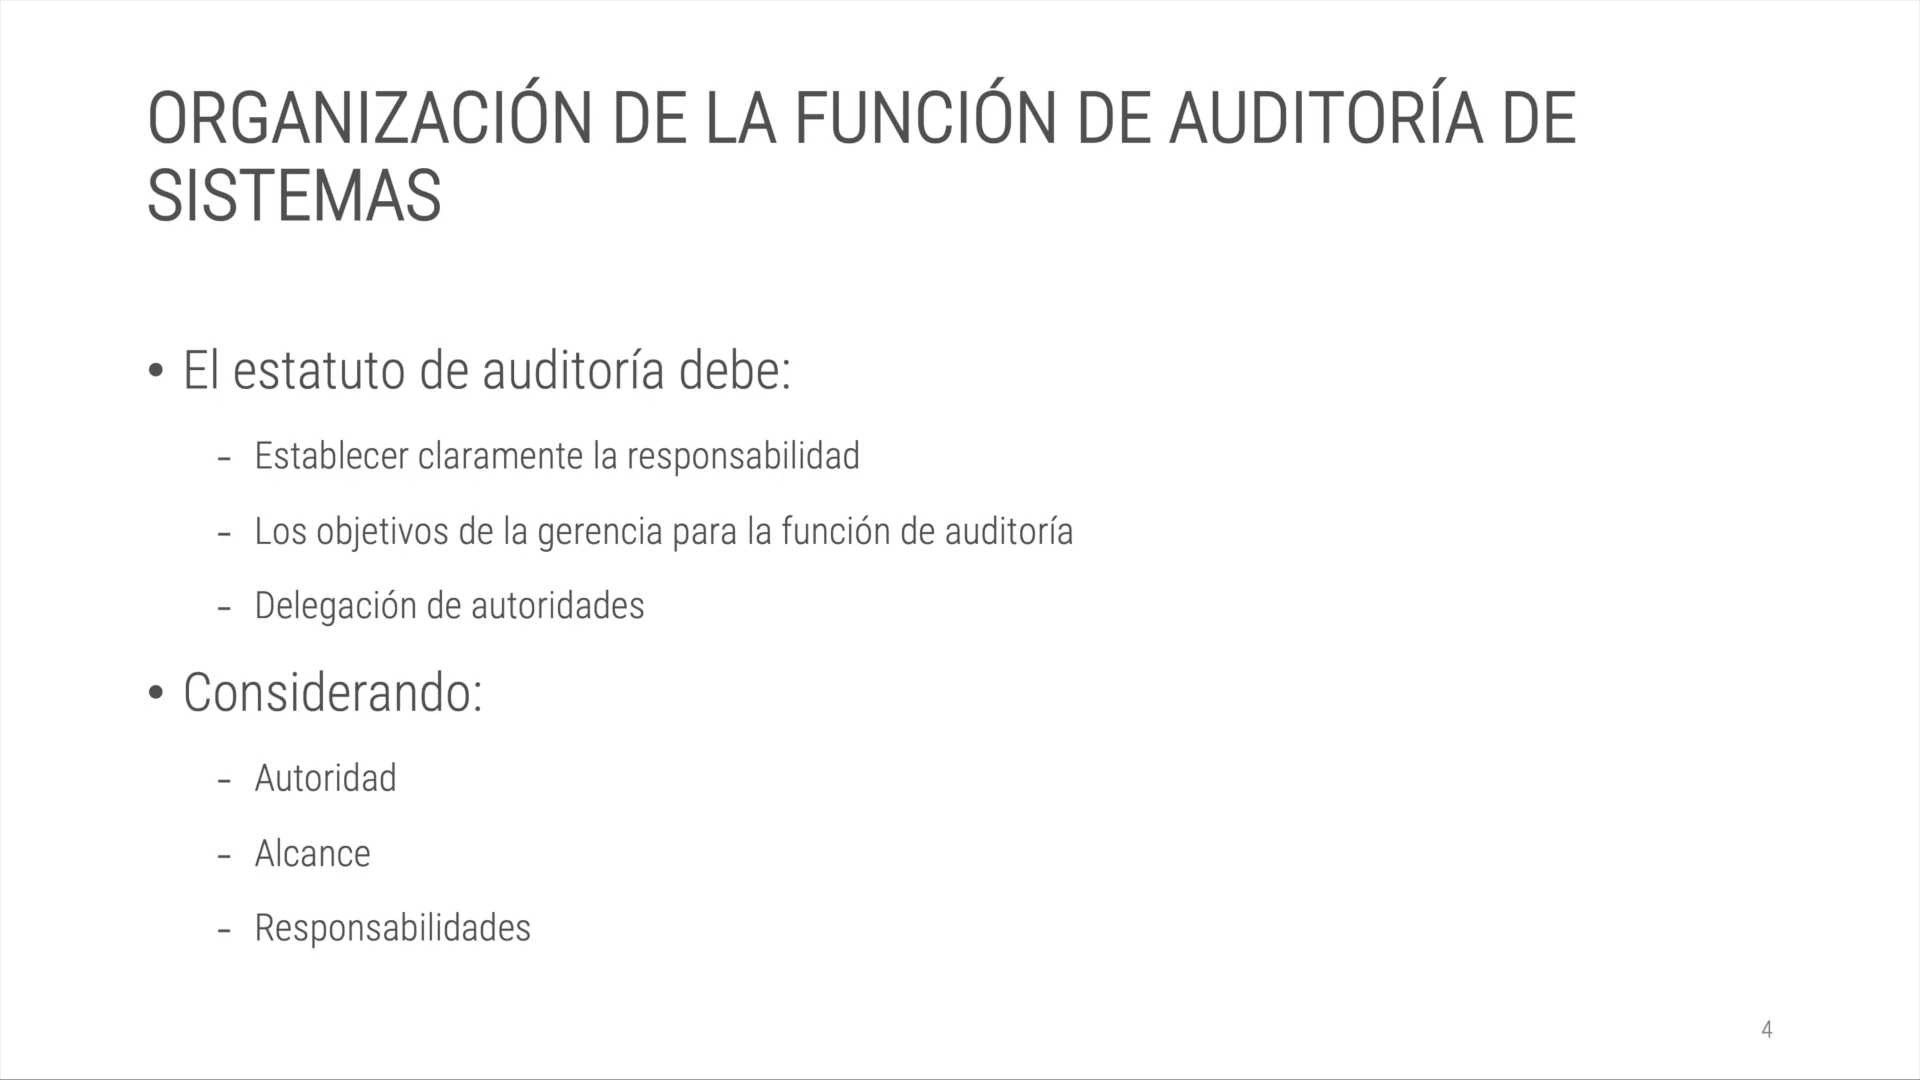 ORGANIZACIÓN DE LA FUNCIÓN DE AUDITORÍA DE
SISTEMAS
• El estatuto de auditoría debe:
- Establecer claramente la responsabilidad
- Los objetivos de la gerencia para la función de auditoría
- Delegación de autoridades
• Considerando:
- Autoridad
- Alcance
- Responsabilidades
4